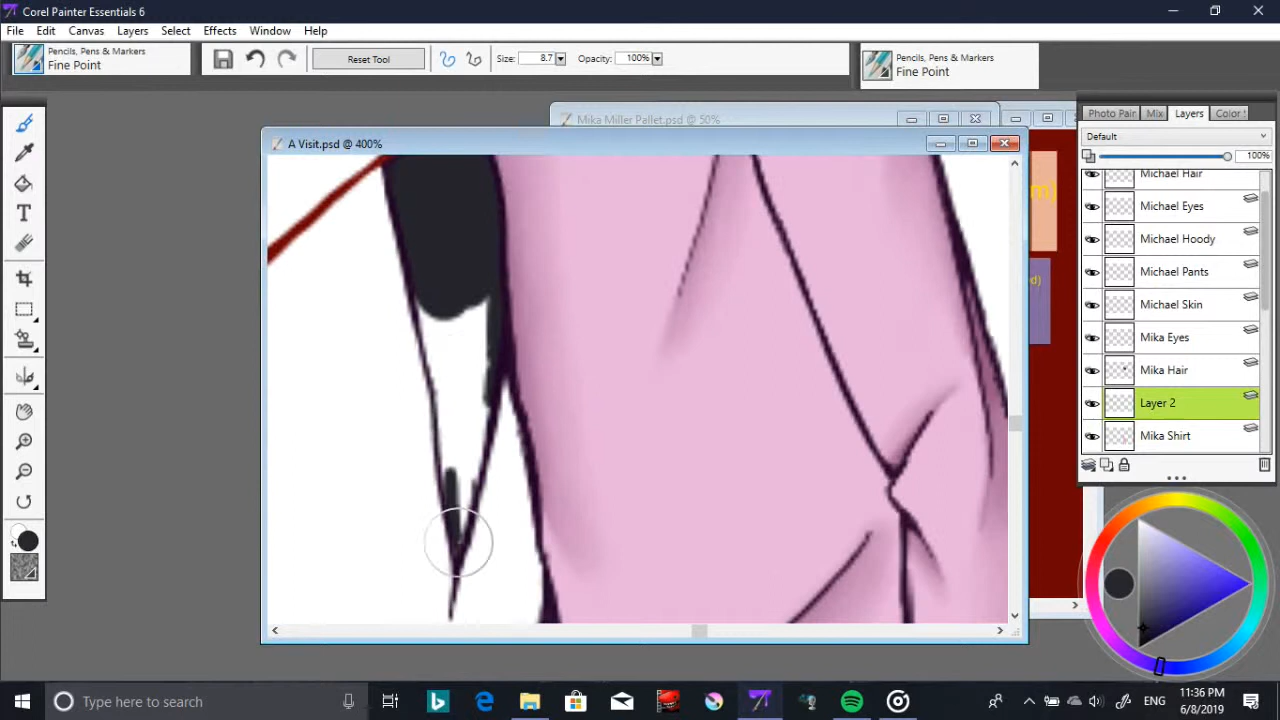 Corel Painter Essentials 6
File Edit Canvas Layers Select Effects Window Help
Pencils, Pens & Markers
Fine Point
Reset Tool
Size: 8.7
Opacity: 100%
Pencils, Pens & Markers
Fine Point
Mika Miller Pallet.psd @ 50%
A Visit.psd @ 400%
m)
d)
Photo Pain Mix Layers Color
Default
100%
Michael Hair
Michael Eyes
Michael Hoody
Michael Pants
Michael Skin
Mika Eyes
Mika Hair
Layer 2
Mika Shirt
Type here to search
ENG
11:36 PM
6/8/2019